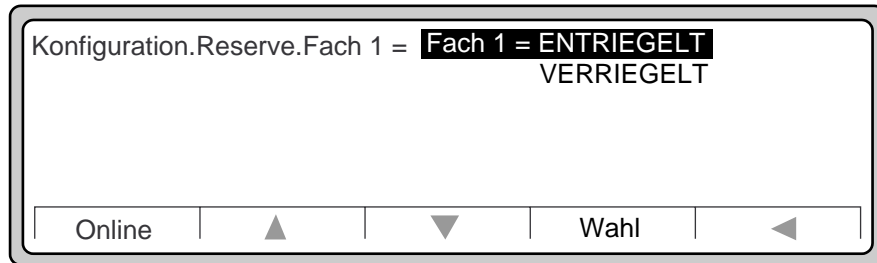 Konfiguration.Reserve.Fach 1 = Fach 1 = ENTRIEGELT
VERRIEGELT
Online ▲ ▼ Wahl ◀